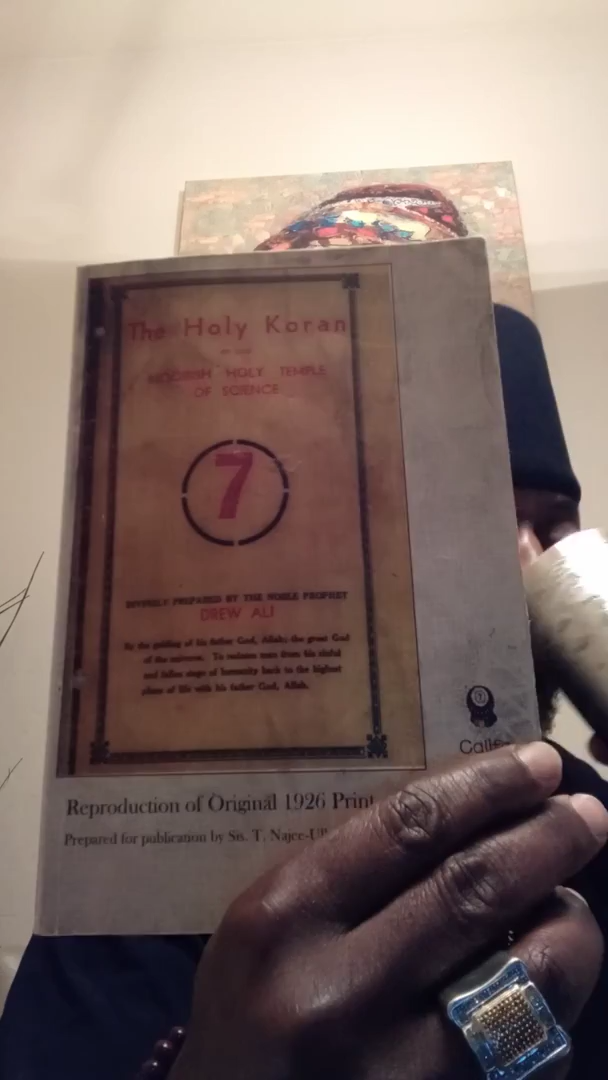 The Holy Koran
OF THE
MOORISH HOLY TEMPLE
OF SCIENCE
7
DIVINELY PREPARED BY THE NOBLE PROPHET
DREW ALI
By the guiding of his father God, Allah; the great God
of the universe. To redeem man from his sinful
and fallen stage of humanity back to the highest
plane of life with his father God, Allah.
7
Califa
Reproduction of Original 1926 Print
Prepared for publication by Sis. T. Najee-Ul